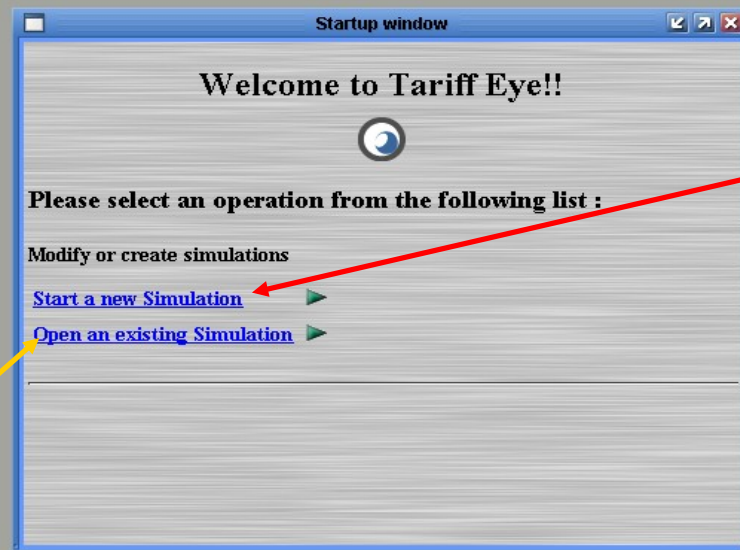 Startup window
Welcome to Tariff Eye!!
Please select an operation from the following list :
Modify or create simulations
Start a new Simulation
Open an existing Simulation